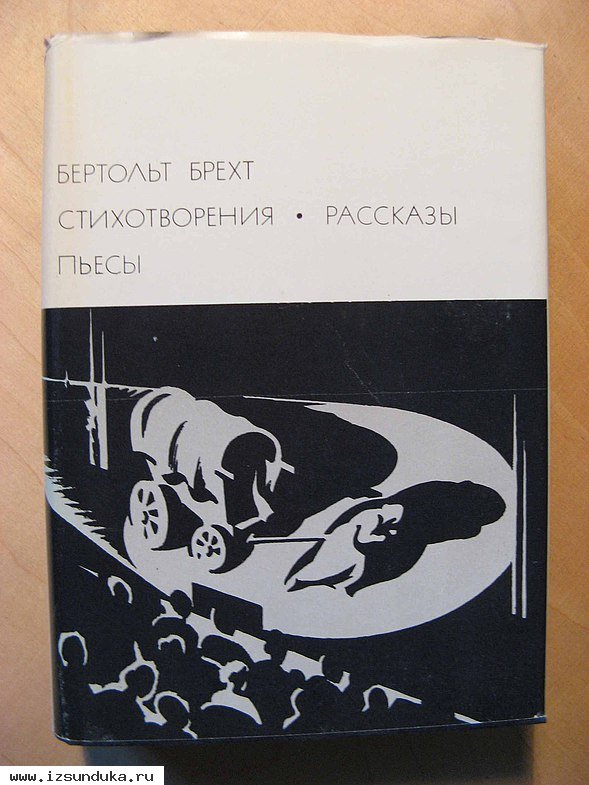 БЕРТОЛЬТ БРЕХТ
СТИХОТВОРЕНИЯ • РАССКАЗЫ
ПЬЕСЫ
www.izsunduka.ru